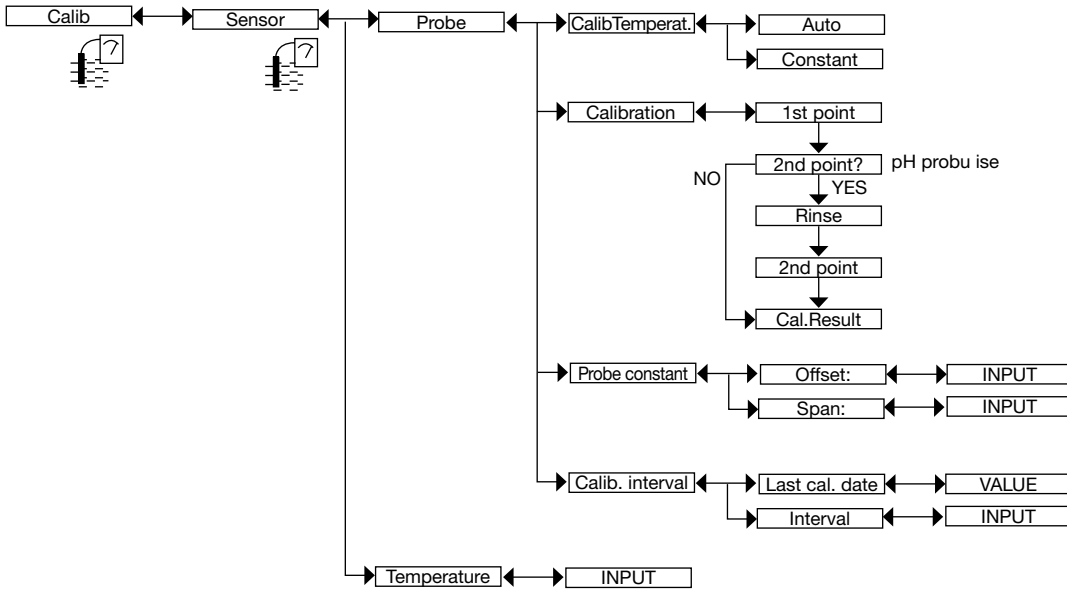 Calib
Sensor
Probe
CalibTemperat.
Auto
Constant
Calibration
1st point
2nd point?
pH probu ise
NO
YES
Rinse
2nd point
Cal.Result
Probe constant
Offset:
INPUT
Span:
INPUT
Calib. interval
Last cal. date
VALUE
Interval
INPUT
Temperature
INPUT